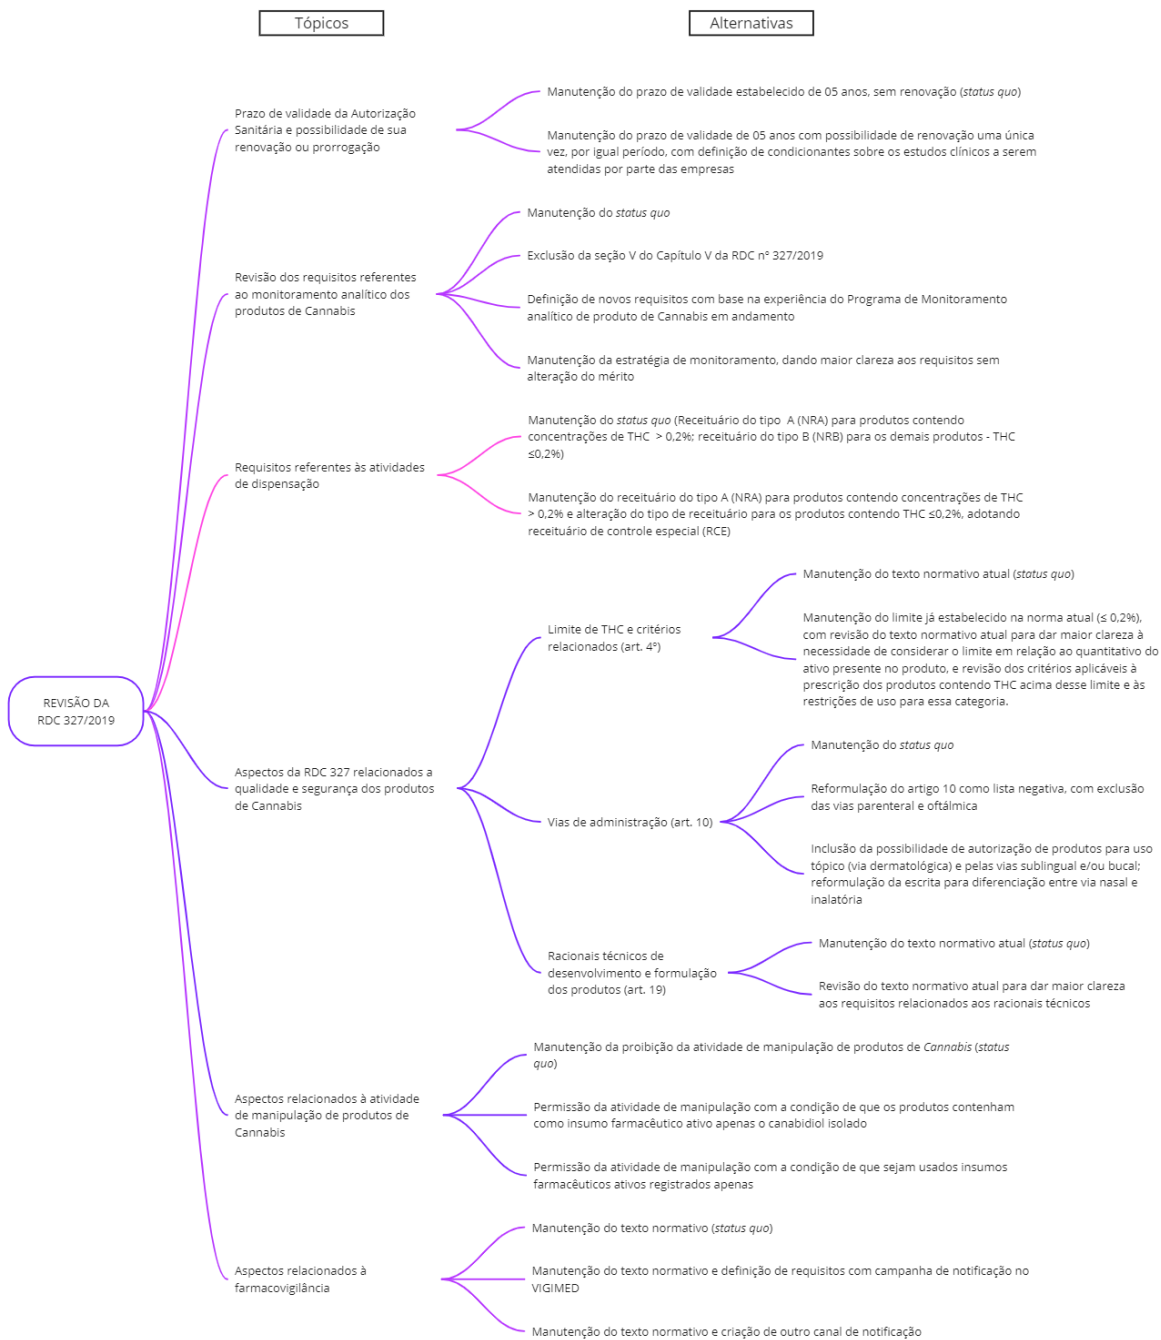 Tópicos
Alternativas
REVISÃO DA
RDC 327/2019
Prazo de validade da Autorização
Sanitária e possibilidade de sua
renovação ou prorrogação
Manutenção do prazo de validade estabelecido de 05 anos, sem renovação (status quo)
Manutenção do prazo de validade de 05 anos com possibilidade de renovação uma única
vez, por igual período, com definição de condicionantes sobre os estudos clínicos a serem
atendidas por parte das empresas
Revisão dos requisitos referentes
ao monitoramento analítico dos
produtos de Cannabis
Manutenção do status quo
Exclusão da seção V do Capítulo V da RDC nº 327/2019
Definição de novos requisitos com base na experiência do Programa de Monitoramento
analítico de produto de Cannabis em andamento
Manutenção da estratégia de monitoramento, dando maior clareza aos requisitos sem
alteração do mérito
Requisitos referentes às atividades
de dispensação
Manutenção do status quo (Receituário do tipo  A (NRA) para produtos contendo
concentrações de THC  > 0,2%; receituário do tipo B (NRB) para os demais produtos - THC
≤0,2%)
Manutenção do receituário do tipo A (NRA) para produtos contendo concentrações de THC
> 0,2% e alteração do tipo de receituário para os produtos contendo THC ≤0,2%, adotando
receituário de controle especial (RCE)
Aspectos da RDC 327 relacionados a
qualidade e segurança dos produtos
de Cannabis
Limite de THC e critérios
relacionados (art. 4º)
Manutenção do texto normativo atual (status quo)
Manutenção do limite já estabelecido na norma atual (≤ 0,2%),
com revisão do texto normativo atual para dar maior clareza à
necessidade de considerar o limite em relação ao quantitativo do
ativo presente no produto, e revisão dos critérios aplicáveis à
prescrição dos produtos contendo THC acima desse limite e às
restrições de uso para essa categoria.
Vias de administração (art. 10)
Manutenção do status quo
Reformulação do artigo 10 como lista negativa, com exclusão
das vias parenteral e oftálmica
Inclusão da possibilidade de autorização de produtos para uso
tópico (via dermatológica) e pelas vias sublingual e/ou bucal;
reformulação da escrita para diferenciação entre via nasal e
inalatória
Racionais técnicos de
desenvolvimento e formulação
dos produtos (art. 19)
Manutenção do texto normativo atual (status quo)
Revisão do texto normativo atual para dar maior clareza
aos requisitos relacionados aos racionais técnicos
Aspectos relacionados à atividade
de manipulação de produtos de
Cannabis
Manutenção da proibição da atividade de manipulação de produtos de Cannabis (status
quo)
Permissão da atividade de manipulação com a condição de que os produtos contenham
como insumo farmacêutico ativo apenas o canabidiol isolado
Permissão da atividade de manipulação com a condição de que sejam usados insumos
farmacêuticos ativos registrados apenas
Aspectos relacionados à
farmacovigilância
Manutenção do texto normativo (status quo)
Manutenção do texto normativo e definição de requisitos com campanha de notificação no
VIGIMED
Manutenção do texto normativo e criação de outro canal de notificação